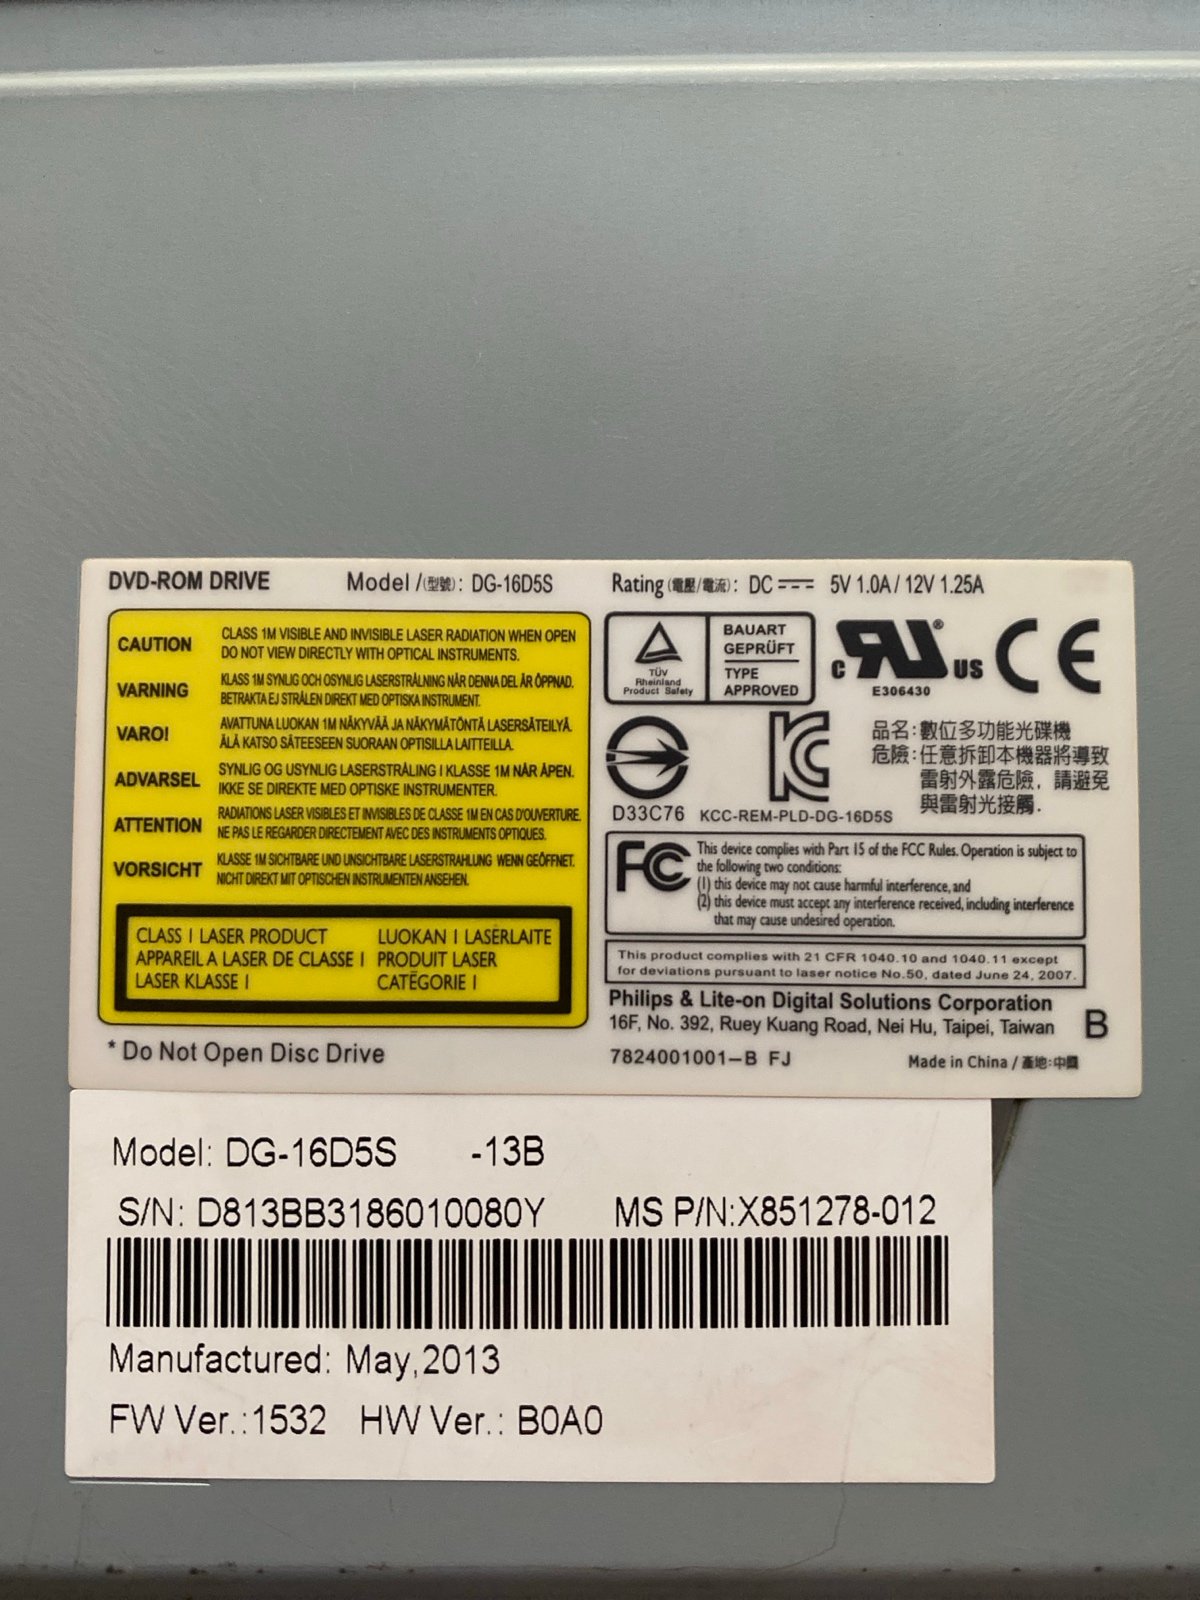 DVD-ROM DRIVE Model /(型號): DG-16D5S Rating (電壓/電流): DC 5V 1.0A / 12V 1.25A
CAUTION CLASS 1M VISIBLE AND INVISIBLE LASER RADIATION WHEN OPEN
DO NOT VIEW DIRECTLY WITH OPTICAL INSTRUMENTS.
VARNING KLASS 1M SYNLIG OCH OSYNLIG LASERSTRÅLNING NÄR DENNA DEL ÄR ÖPPNAD.
BETRAKTA EJ STRÅLEN DIREKT MED OPTISKA INSTRUMENT.
VARO! AVATTUNA LUOKAN 1M NÄKYVÄÄ JA NÄKYMÄTÖNTÄ LASERSÄTEILYÄ.
ÄLÄ KATSO SÄTEESEEN SUORAAN OPTISILLA LAITTEILLA.
ADVARSEL SYNLIG OG USYNLIG LASERSTRÅLING I KLASSE 1M NÅR ÅPEN.
IKKE SE DIREKTE MED OPTISKE INSTRUMENTER.
ATTENTION RADIATIONS LASER VISIBLES ET INVISIBLES DE CLASSE 1M EN CAS D'OUVERTURE.
NE PAS LE REGARDER DIRECTEMENT AVEC DES INSTRUMENTS OPTIQUES.
VORSICHT KLASSE 1M SICHTBARE UND UNSICHTBARE LASERSTRAHLUNG WENN GEÖFFNET.
NICHT DIREKT MIT OPTISCHEN INSTRUMENTEN ANSEHEN.
CLASS I LASER PRODUCT LUOKAN I LASERLAITE
APPAREIL A LASER DE CLASSE I PRODUIT LASER
LASER KLASSE I CATĒGORIE I
* Do Not Open Disc Drive
TÜV
Rheinland
Product Safety
BAUART
GEPRÜFT
TYPE
APPROVED
c RU ® US
E306430
CE
D33C76
KC
KCC-REM-PLD-DG-16D5S
品名:數位多功能光碟機
危險:任意拆卸本機器將導致
雷射外露危險，請避免
與雷射光接觸.
FC
This device complies with Part 15 of the FCC Rules. Operation is subject to
the following two conditions:
(1) this device may not cause harmful interference, and
(2) this device must accept any interference received, including interference
that may cause undesired operation.
This product complies with 21 CFR 1040.10 and 1040.11 except
for deviations pursuant to laser notice No.50, dated June 24, 2007.
Philips & Lite-on Digital Solutions Corporation
16F, No. 392, Ruey Kuang Road, Nei Hu, Taipei, Taiwan B
7824001001-B FJ Made in China / 產地:中國
Model: DG-16D5S -13B
S/N: D813BB3186010080Y MS P/N:X851278-012
Manufactured: May,2013
FW Ver.:1532 HW Ver.: B0A0